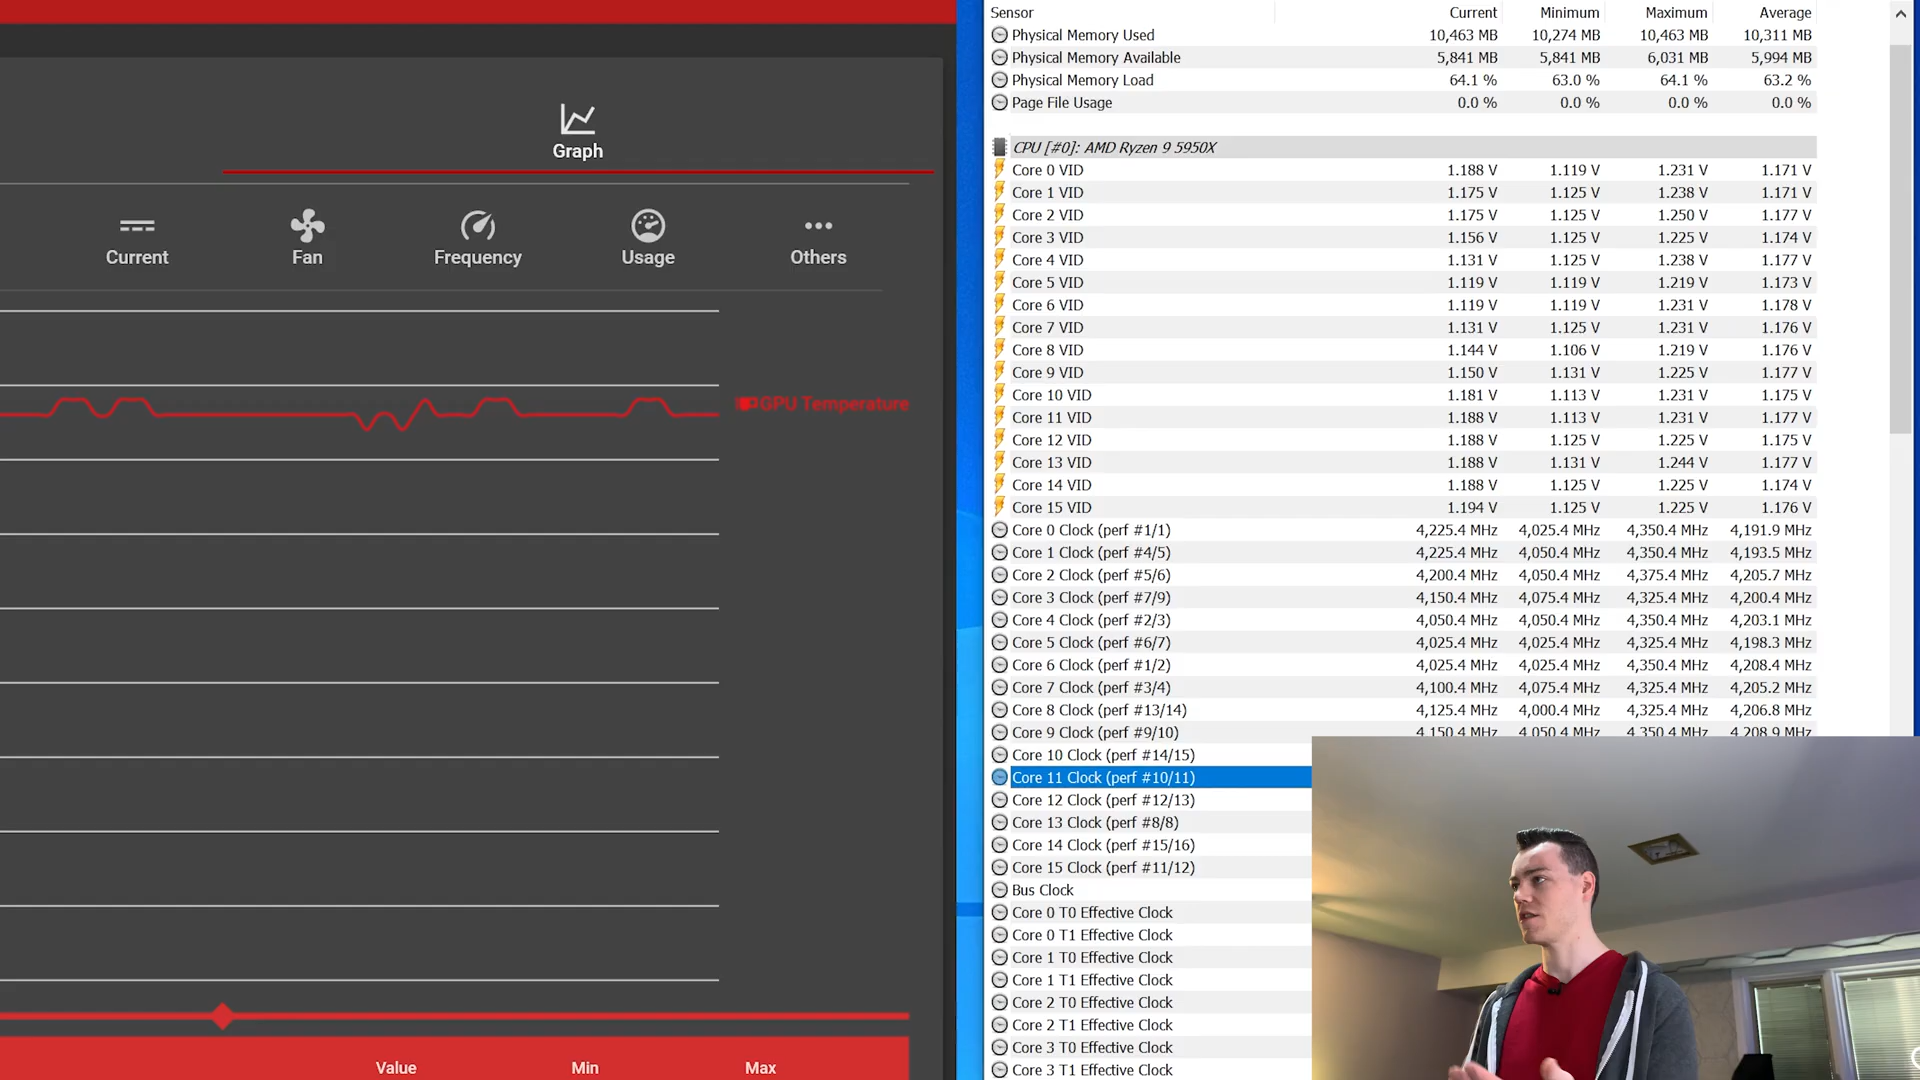 Graph
Current Fan Frequency Usage Others
GPU Temperature
Value Min Max
Sensor Current Minimum Maximum Average
Physical Memory Used 10,463 MB 10,274 MB 10,463 MB 10,311 MB
Physical Memory Available 5,841 MB 5,841 MB 6,031 MB 5,994 MB
Physical Memory Load 64.1 % 63.0 % 64.1 % 63.2 %
Page File Usage 0.0 % 0.0 % 0.0 % 0.0 %
CPU [#0]: AMD Ryzen 9 5950X
Core 0 VID 1.188 V 1.119 V 1.231 V 1.171 V
Core 1 VID 1.175 V 1.125 V 1.238 V 1.171 V
Core 2 VID 1.175 V 1.125 V 1.250 V 1.177 V
Core 3 VID 1.156 V 1.125 V 1.225 V 1.174 V
Core 4 VID 1.131 V 1.125 V 1.238 V 1.177 V
Core 5 VID 1.119 V 1.119 V 1.219 V 1.173 V
Core 6 VID 1.119 V 1.119 V 1.231 V 1.178 V
Core 7 VID 1.131 V 1.125 V 1.231 V 1.176 V
Core 8 VID 1.144 V 1.106 V 1.219 V 1.176 V
Core 9 VID 1.150 V 1.131 V 1.225 V 1.177 V
Core 10 VID 1.181 V 1.113 V 1.231 V 1.175 V
Core 11 VID 1.188 V 1.113 V 1.231 V 1.177 V
Core 12 VID 1.188 V 1.125 V 1.225 V 1.175 V
Core 13 VID 1.188 V 1.131 V 1.244 V 1.177 V
Core 14 VID 1.188 V 1.125 V 1.225 V 1.174 V
Core 15 VID 1.194 V 1.125 V 1.225 V 1.176 V
Core 0 Clock (perf #1/1) 4,225.4 MHz 4,025.4 MHz 4,350.4 MHz 4,191.9 MHz
Core 1 Clock (perf #4/5) 4,225.4 MHz 4,050.4 MHz 4,350.4 MHz 4,193.5 MHz
Core 2 Clock (perf #5/6) 4,200.4 MHz 4,050.4 MHz 4,375.4 MHz 4,205.7 MHz
Core 3 Clock (perf #7/9) 4,150.4 MHz 4,075.4 MHz 4,325.4 MHz 4,200.4 MHz
Core 4 Clock (perf #2/3) 4,050.4 MHz 4,050.4 MHz 4,350.4 MHz 4,203.1 MHz
Core 5 Clock (perf #6/7) 4,025.4 MHz 4,025.4 MHz 4,325.4 MHz 4,198.3 MHz
Core 6 Clock (perf #1/2) 4,025.4 MHz 4,025.4 MHz 4,350.4 MHz 4,208.4 MHz
Core 7 Clock (perf #3/4) 4,100.4 MHz 4,075.4 MHz 4,325.4 MHz 4,205.2 MHz
Core 8 Clock (perf #13/14) 4,125.4 MHz 4,000.4 MHz 4,325.4 MHz 4,206.8 MHz
Core 9 Clock (perf #9/10) 4,150.4 MHz 4,050.4 MHz 4,350.4 MHz 4,208.9 MHz
Core 10 Clock (perf #14/15)
Core 11 Clock (perf #10/11)
Core 12 Clock (perf #12/13)
Core 13 Clock (perf #8/8)
Core 14 Clock (perf #15/16)
Core 15 Clock (perf #11/12)
Bus Clock
Core 0 T0 Effective Clock
Core 0 T1 Effective Clock
Core 1 T0 Effective Clock
Core 1 T1 Effective Clock
Core 2 T0 Effective Clock
Core 2 T1 Effective Clock
Core 3 T0 Effective Clock
Core 3 T1 Effective Clock